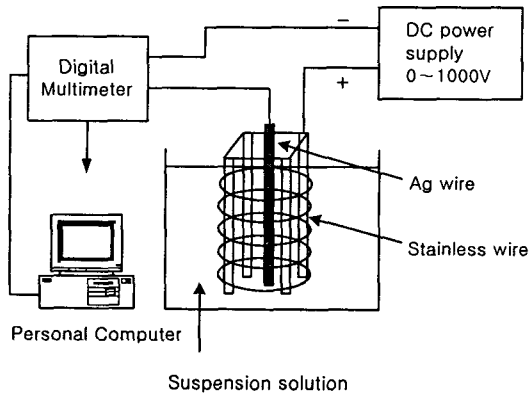 DC power
supply
0~1000V
−
+
Digital
Multimeter
Ag wire
Stainless wire
Personal Computer
Suspension solution